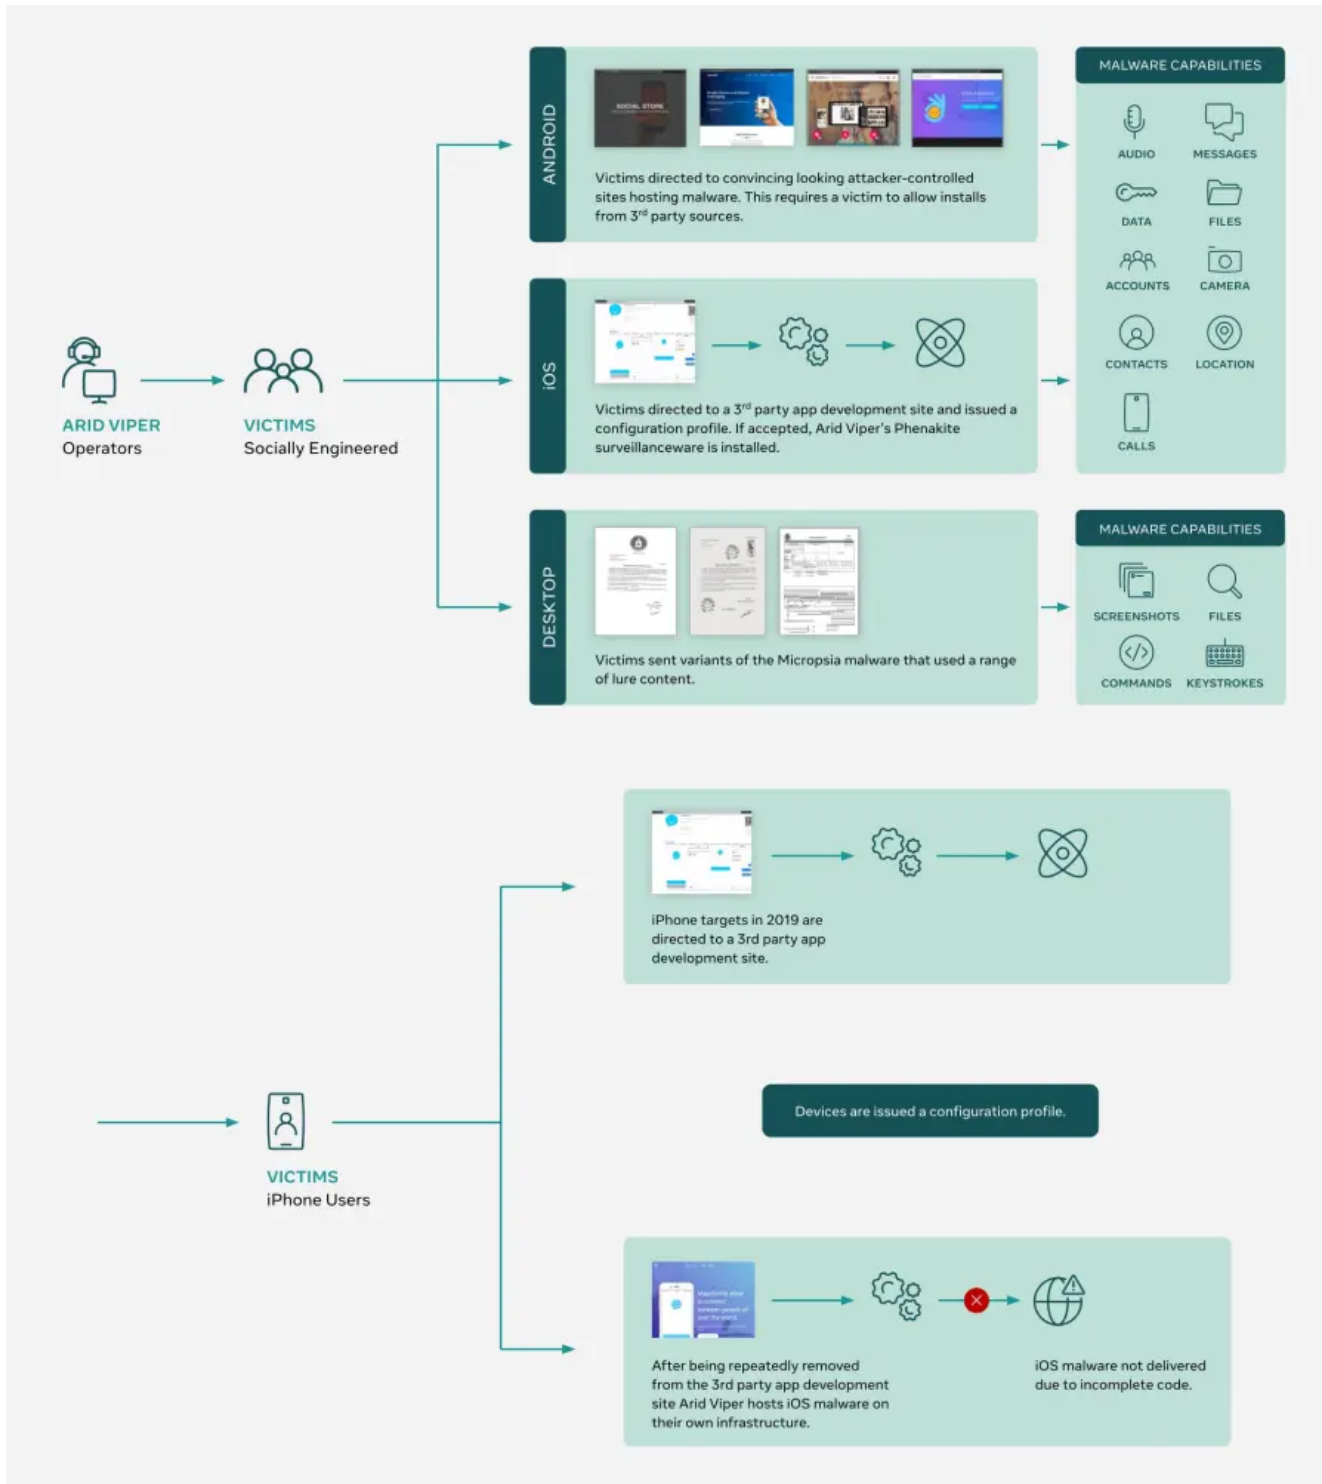 MALWARE CAPABILITIES
ANDROID
SOCIAL STORE
Victims directed to convincing looking attacker-controlled
sites hosting malware. This requires a victim to allow installs
from 3rd party sources.
AUDIO
MESSAGES
DATA
FILES
ACCOUNTS
CAMERA
CONTACTS
LOCATION
CALLS
iOS
Victims directed to a 3rd party app development site and issued a
configuration profile. If accepted, Arid Viper's Phenakite
surveillanceware is installed.
ARID VIPER
Operators
VICTIMS
Socially Engineered
DESKTOP
Victims sent variants of the Micropsia malware that used a range
of lure content.
MALWARE CAPABILITIES
SCREENSHOTS
FILES
COMMANDS
KEYSTROKES
iPhone targets in 2019 are
directed to a 3rd party app
development site.
Devices are issued a configuration profile.
VICTIMS
iPhone Users
After being repeatedly removed
from the 3rd party app development
site Arid Viper hosts iOS malware on
their own infrastructure.
iOS malware not delivered
due to incomplete code.